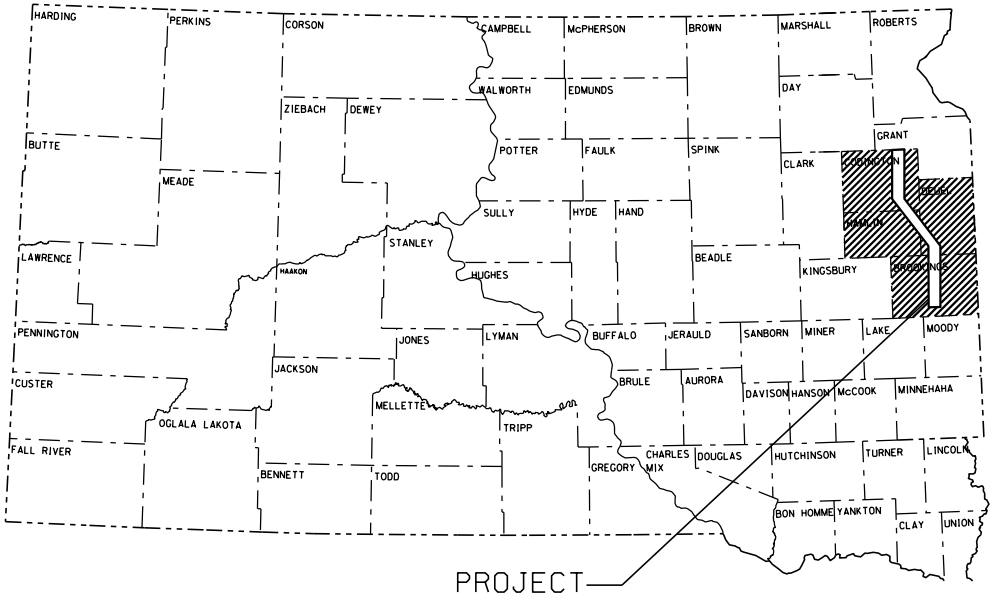 HARDING
PERKINS
CORSON
CAMPBELL
McPHERSON
BROWN
MARSHALL
ROBERTS
WALWORTH
EDMUNDS
DAY
ZIEBACH
DEWEY
GRANT
BUTTE
POTTER
FAULK
SPINK
CLARK
CODINGTON
MEADE
DEUEL
SULLY
HYDE
HAND
HAMLIN
STANLEY
LAWRENCE
HAAKON
HUGHES
BEADLE
KINGSBURY
BROOKINGS
PENNINGTON
JONES
LYMAN
BUFFALO
JERAULD
SANBORN
MINER
LAKE
MOODY
JACKSON
CUSTER
BRULE
AURORA
DAVISON
HANSON
McCOOK
MINNEHAHA
MELLETTE
OGLALA LAKOTA
TRIPP
FALL RIVER
BENNETT
TODD
GREGORY
CHARLES
MIX
DOUGLAS
HUTCHINSON
TURNER
LINCOLN
BON HOMME
YANKTON
CLAY
UNION
PROJECT